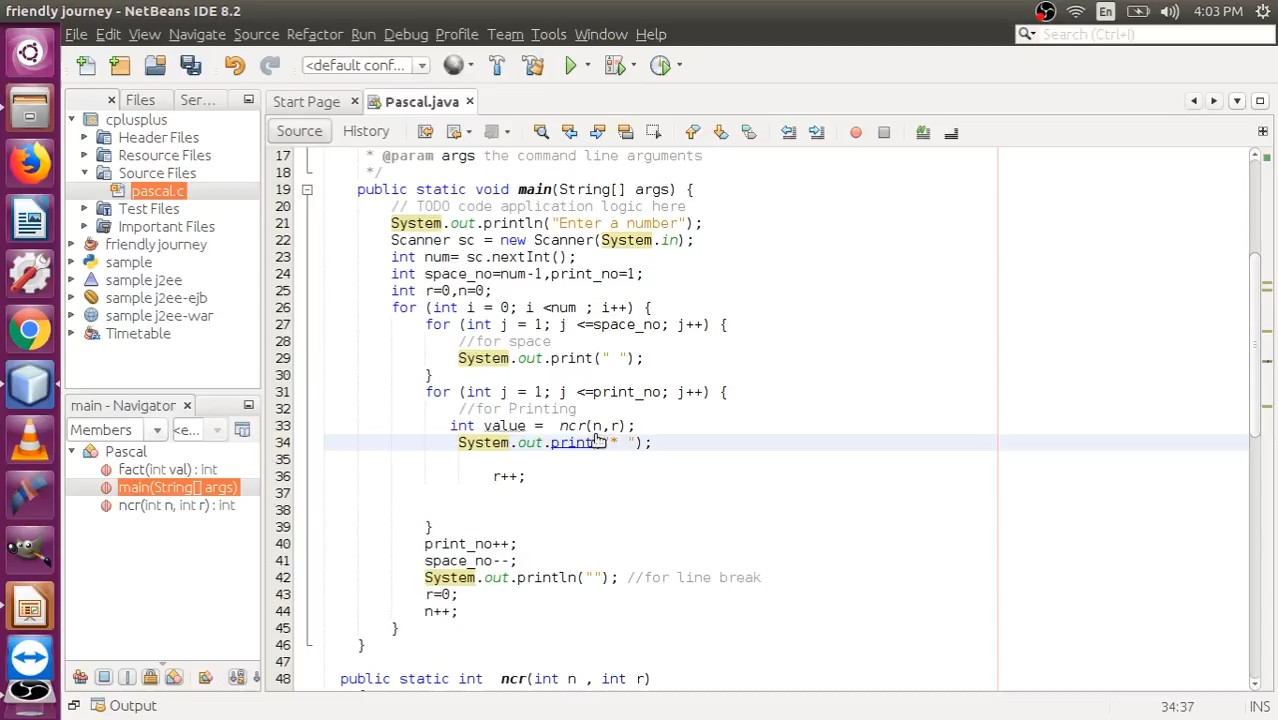 friendly journey - NetBeans IDE 8.2
En
4:03 PM
File Edit View Navigate Source Refactor Run Debug Profile Team Tools Window Help
Search (Ctrl+I)
<default conf...
Files
Ser...
Start Page
Pascal.java
cplusplus
Header Files
Resource Files
Source Files
pascal.c
Test Files
Important Files
friendly journey
sample
sample j2ee
sample j2ee-ejb
sample j2ee-war
Timetable
main - Navigator
Members
<e...
Pascal
fact(int val) : int
main(String[] args)
ncr(int n, int r) : int
Source
History
17 * @param args the command line arguments
18 */
19 public static void main(String[] args) {
20 // TODO code application logic here
21 System.out.println("Enter a number");
22 Scanner sc = new Scanner(System.in);
23 int num= sc.nextInt();
24 int space_no=num-1,print_no=1;
25 int r=0,n=0;
26 for (int i = 0; i <num ; i++) {
27 for (int j = 1; j <=space_no; j++) {
28 //for space
29 System.out.print(" ");
30 }
31 for (int j = 1; j <=print_no; j++) {
32 //for Printing
33 int value = ncr(n,r);
34 System.out.print("* ");
35
36 r++;
37
38
39 }
40 print_no++;
41 space_no--;
42 System.out.println(""); //for line break
43 r=0;
44 n++;
45 }
46 }
47
48 public static int ncr(int n , int r)
Output
34:37
INS